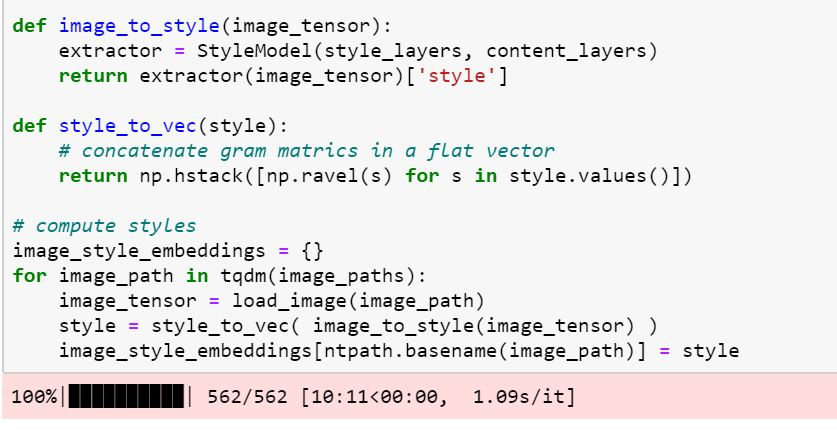 def image_to_style(image_tensor):
    extractor = StyleModel(style_layers, content_layers)
    return extractor(image_tensor)['style']

def style_to_vec(style):
    # concatenate gram matrics in a flat vector
    return np.hstack([np.ravel(s) for s in style.values()])

# compute styles
image_style_embeddings = {}
for image_path in tqdm(image_paths):
    image_tensor = load_image(image_path)
    style = style_to_vec( image_to_style(image_tensor) )
    image_style_embeddings[ntpath.basename(image_path)] = style
100%|██████████| 562/562 [10:11<00:00,  1.09s/it]